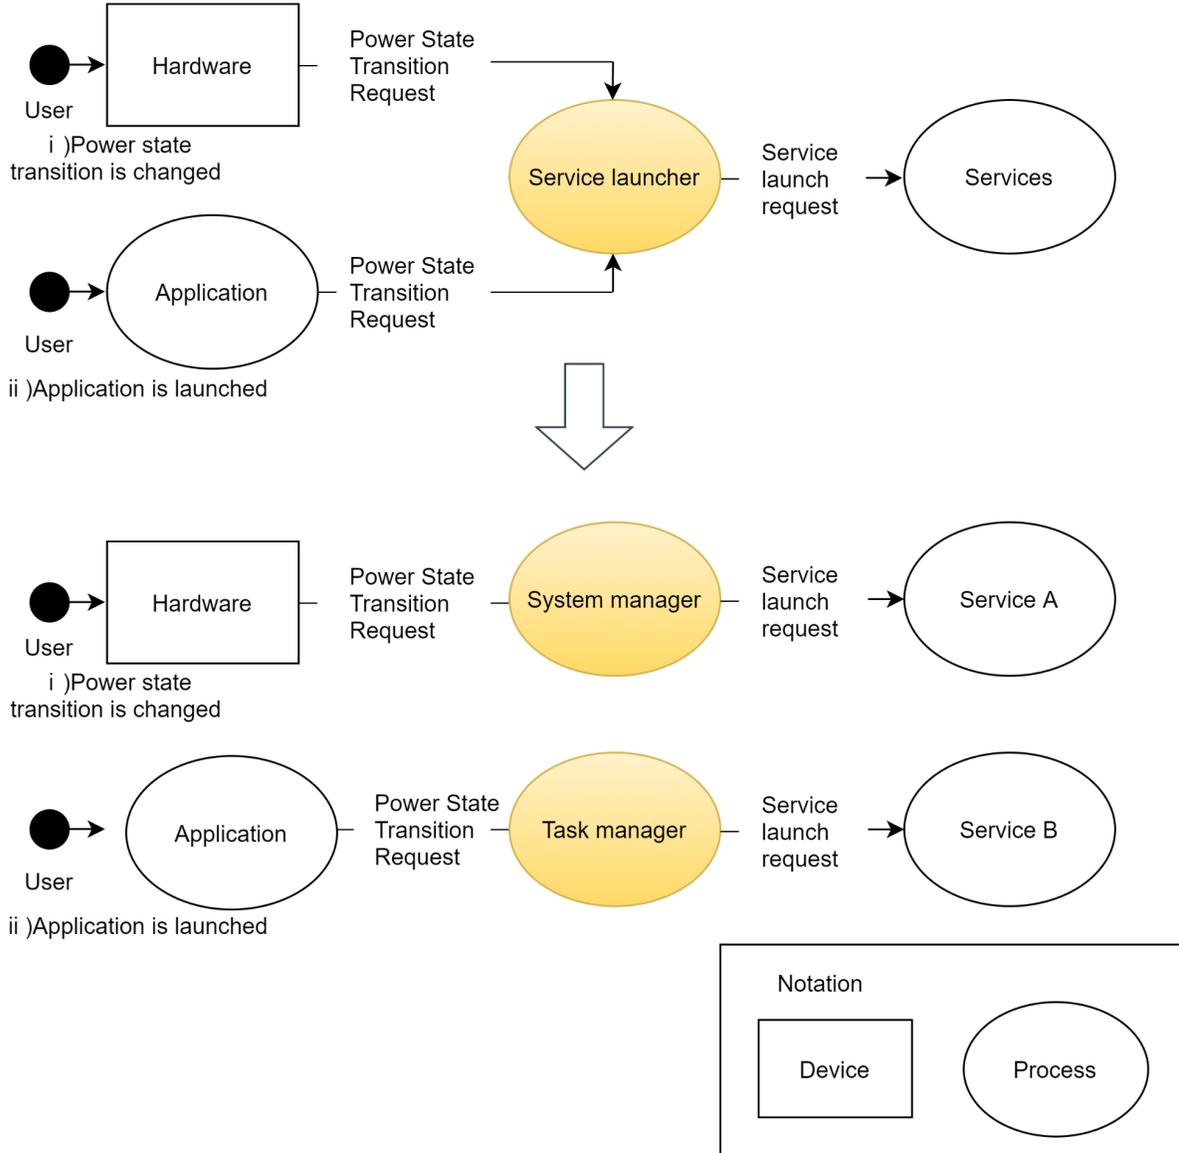 Hardware
Power State
Transition
Request
User
i )Power state
transition is changed
Service launcher
Service
launch
request
Services
Application
Power State
Transition
Request
User
ii )Application is launched
Hardware
Power State
Transition
Request
System manager
Service
launch
request
Service A
User
i )Power state
transition is changed
Application
Power State
Transition
Request
Task manager
Service
launch
request
Service B
User
ii )Application is launched
Notation
Device
Process